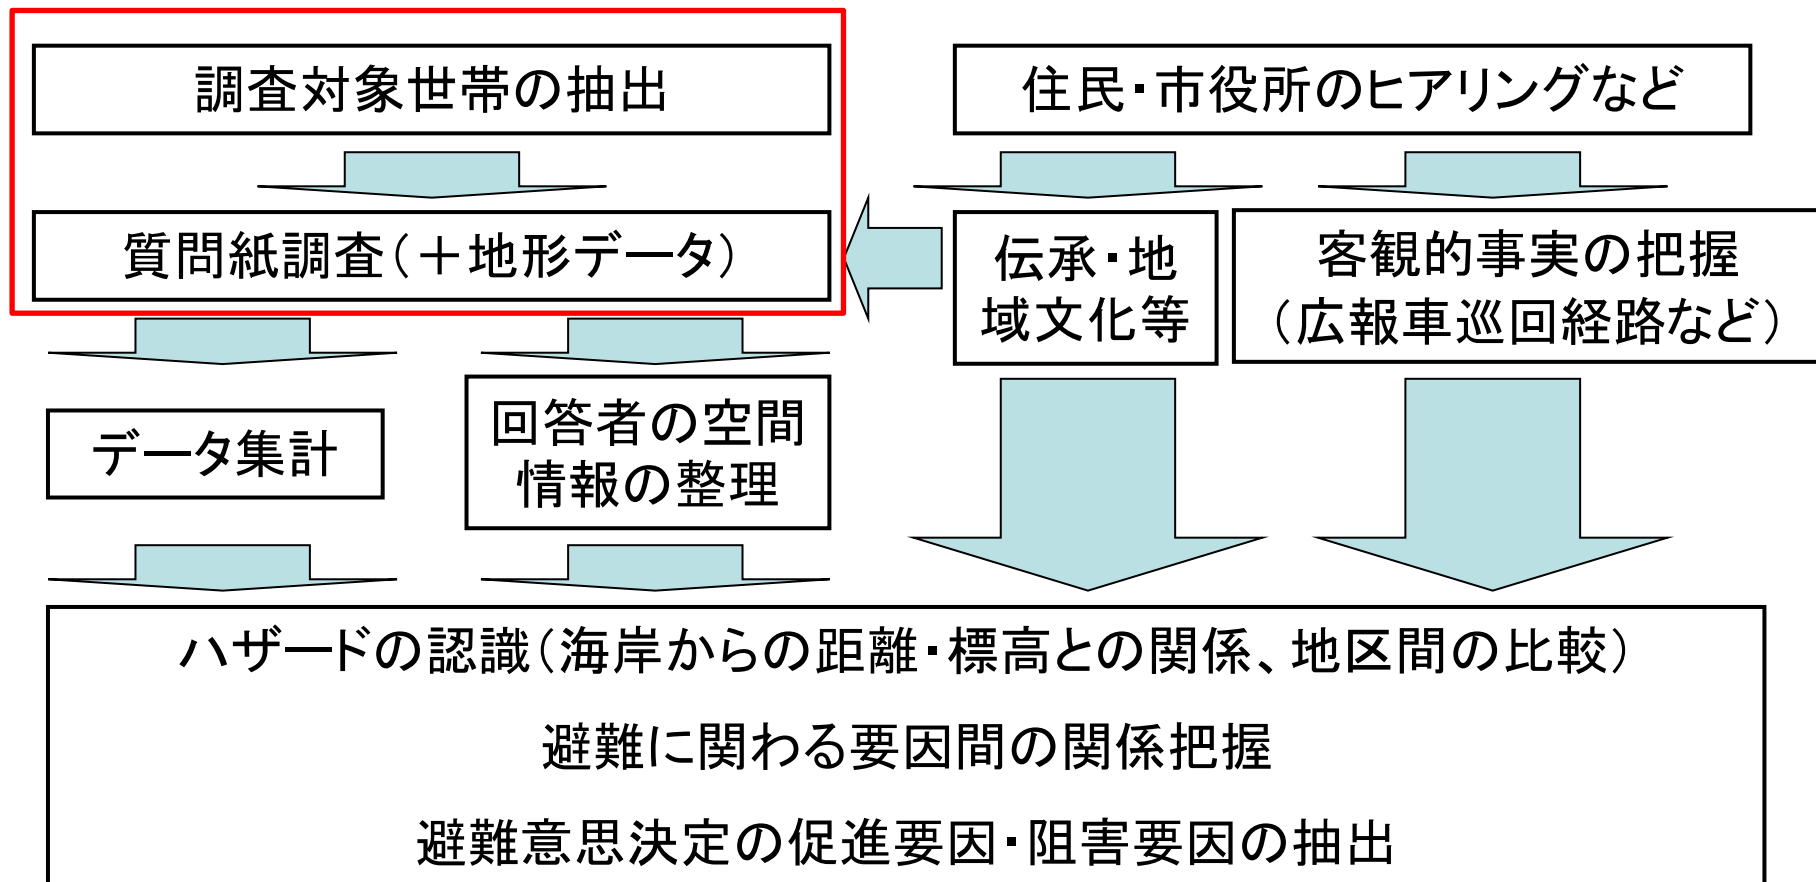 調査対象世帯の抽出
住民・市役所のヒアリングなど
質問紙調査（＋地形データ）
伝承・地
域文化等
客観的事実の把握
（広報車巡回経路など）
データ集計
回答者の空間
情報の整理
ハザードの認識（海岸からの距離・標高との関係、地区間の比較）
避難に関わる要因間の関係把握
避難意思決定の促進要因・阻害要因の抽出